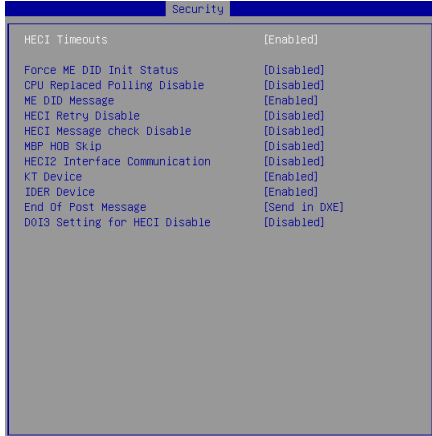 Security
HECI Timeouts [Enabled]
Force ME DID Init Status [Disabled]
CPU Replaced Polling Disable [Disabled]
ME DID Message [Enabled]
HECI Retry Disable [Disabled]
HECI Message check Disable [Disabled]
MBP HOB Skip [Disabled]
HECI2 Interface Communication [Disabled]
KT Device [Enabled]
IDER Device [Enabled]
End Of Post Message [Send in DXE]
D0I3 Setting for HECI Disable [Disabled]